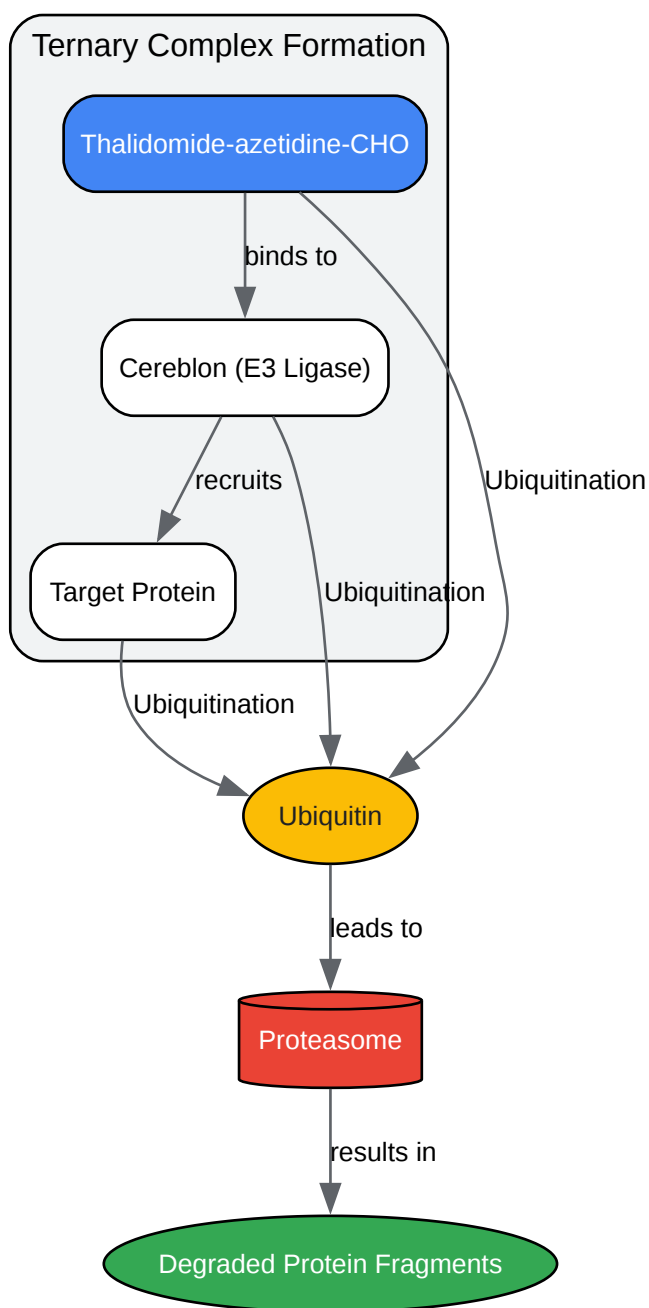 Ternary Complex Formation
Thalidomide-azetidine-CHO
binds to
Cereblon (E3 Ligase)
recruits
Ubiquitination
Target Protein
Ubiquitination
Ubiquitination
Ubiquitin
leads to
Proteasome
results in
Degraded Protein Fragments